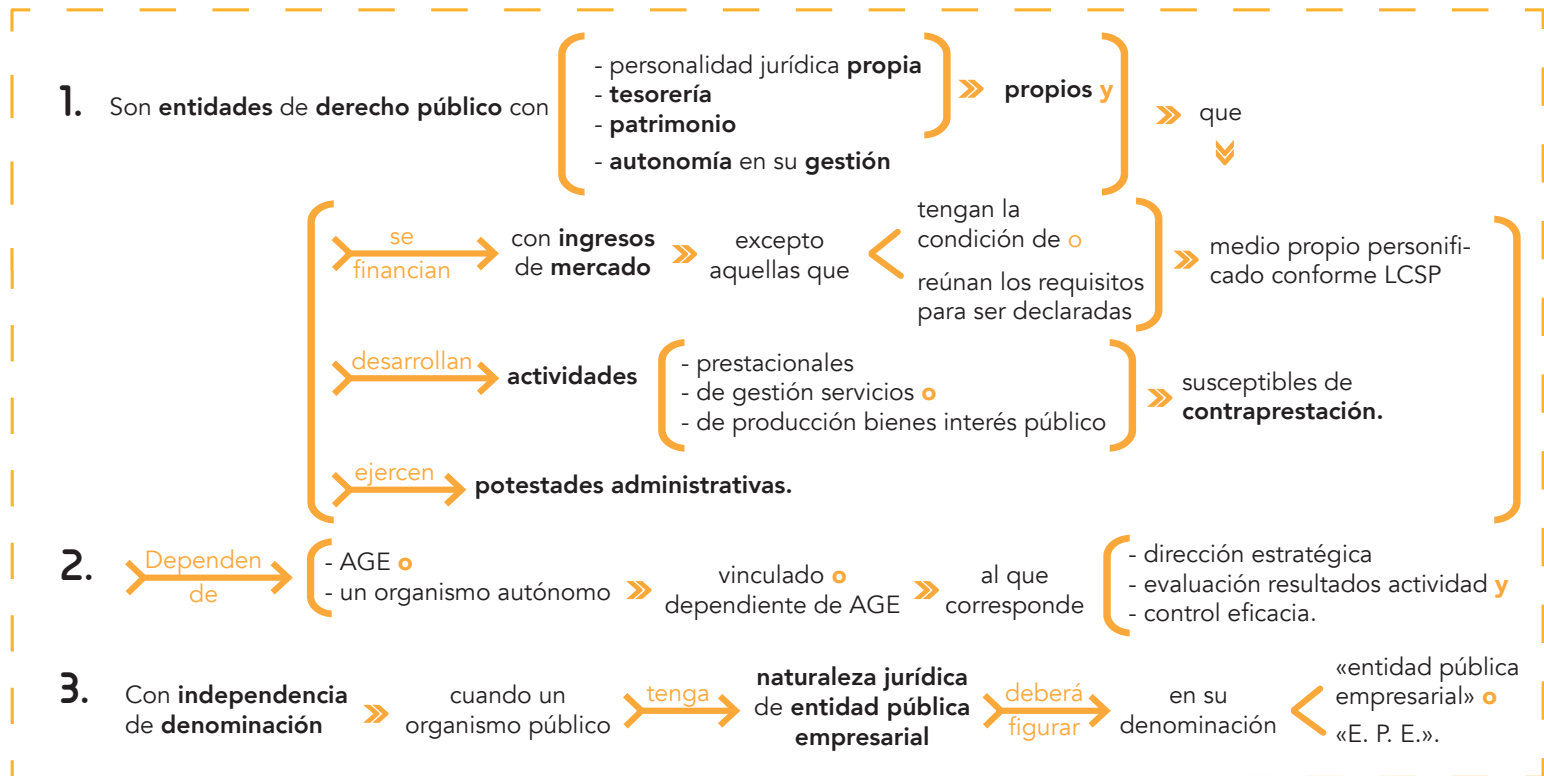 1. Son entidades de derecho público con
- personalidad jurídica propia
- tesorería
- patrimonio
- autonomía en su gestión
propios y
que
se
financian
con ingresos
de mercado
excepto
aquellas que
tengan la
condición de o
reúnan los requisitos
para ser declaradas
medio propio personifi-
cado conforme LCSP
desarrollan
actividades
- prestacionales
- de gestión servicios o
- de producción bienes interés público
susceptibles de
contraprestación.
ejercen
potestades administrativas.
2.
Dependen
de
- AGE o
- un organismo autónomo
vinculado o
dependiente de AGE
al que
corresponde
- dirección estratégica
- evaluación resultados actividad y
- control eficacia.
3.
Con independencia
de denominación
cuando un
organismo público
tenga
naturaleza jurídica
de entidad pública
empresarial
deberá
figurar
en su
denominación
«entidad pública
empresarial» o
«E. P. E.».